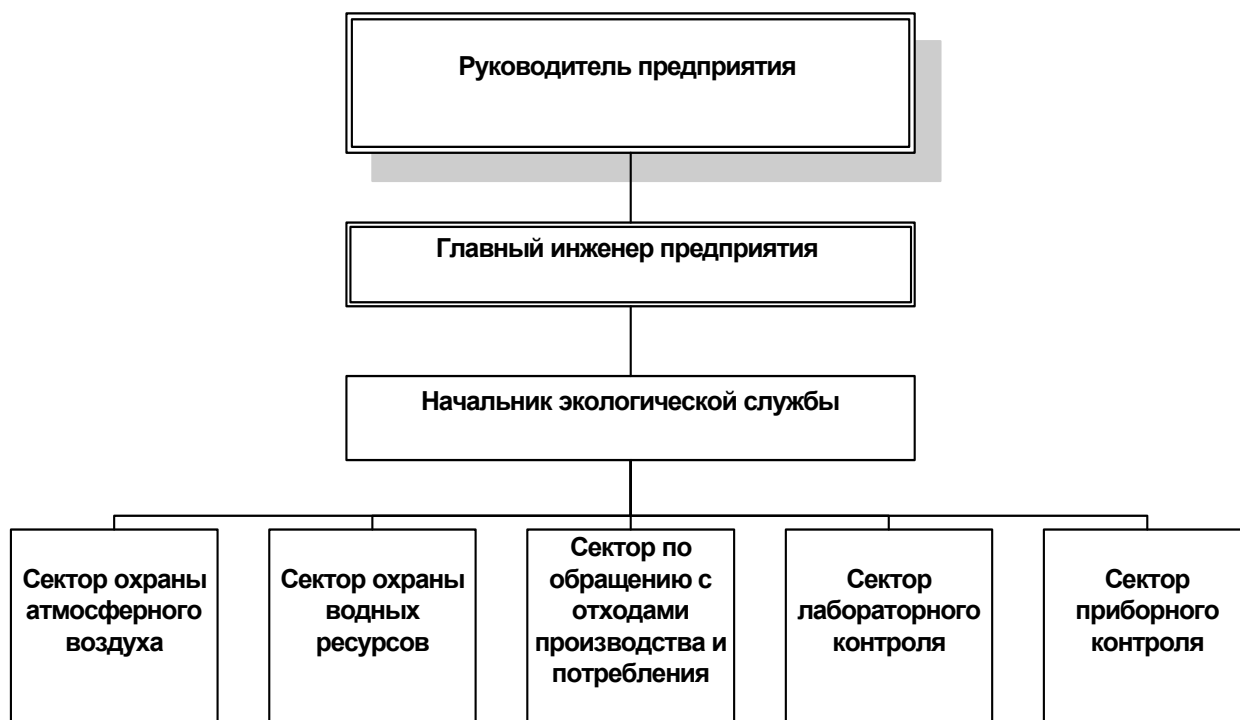 Руководитель предприятия
Главный инженер предприятия
Начальник экологической службы
Сектор охраны
атмосферного
воздуха
Сектор охраны
водных
ресурсов
Сектор по
обращению с
отходами
производства и
потребления
Сектор
лабораторного
контроля
Сектор
приборного
контроля